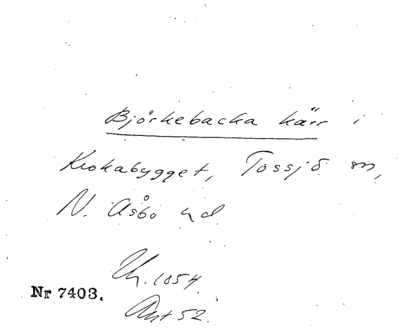 Björkebacka kärr i
Krokabygget, Tossjö sn,
N. Åsbo hd
Nr 7403.